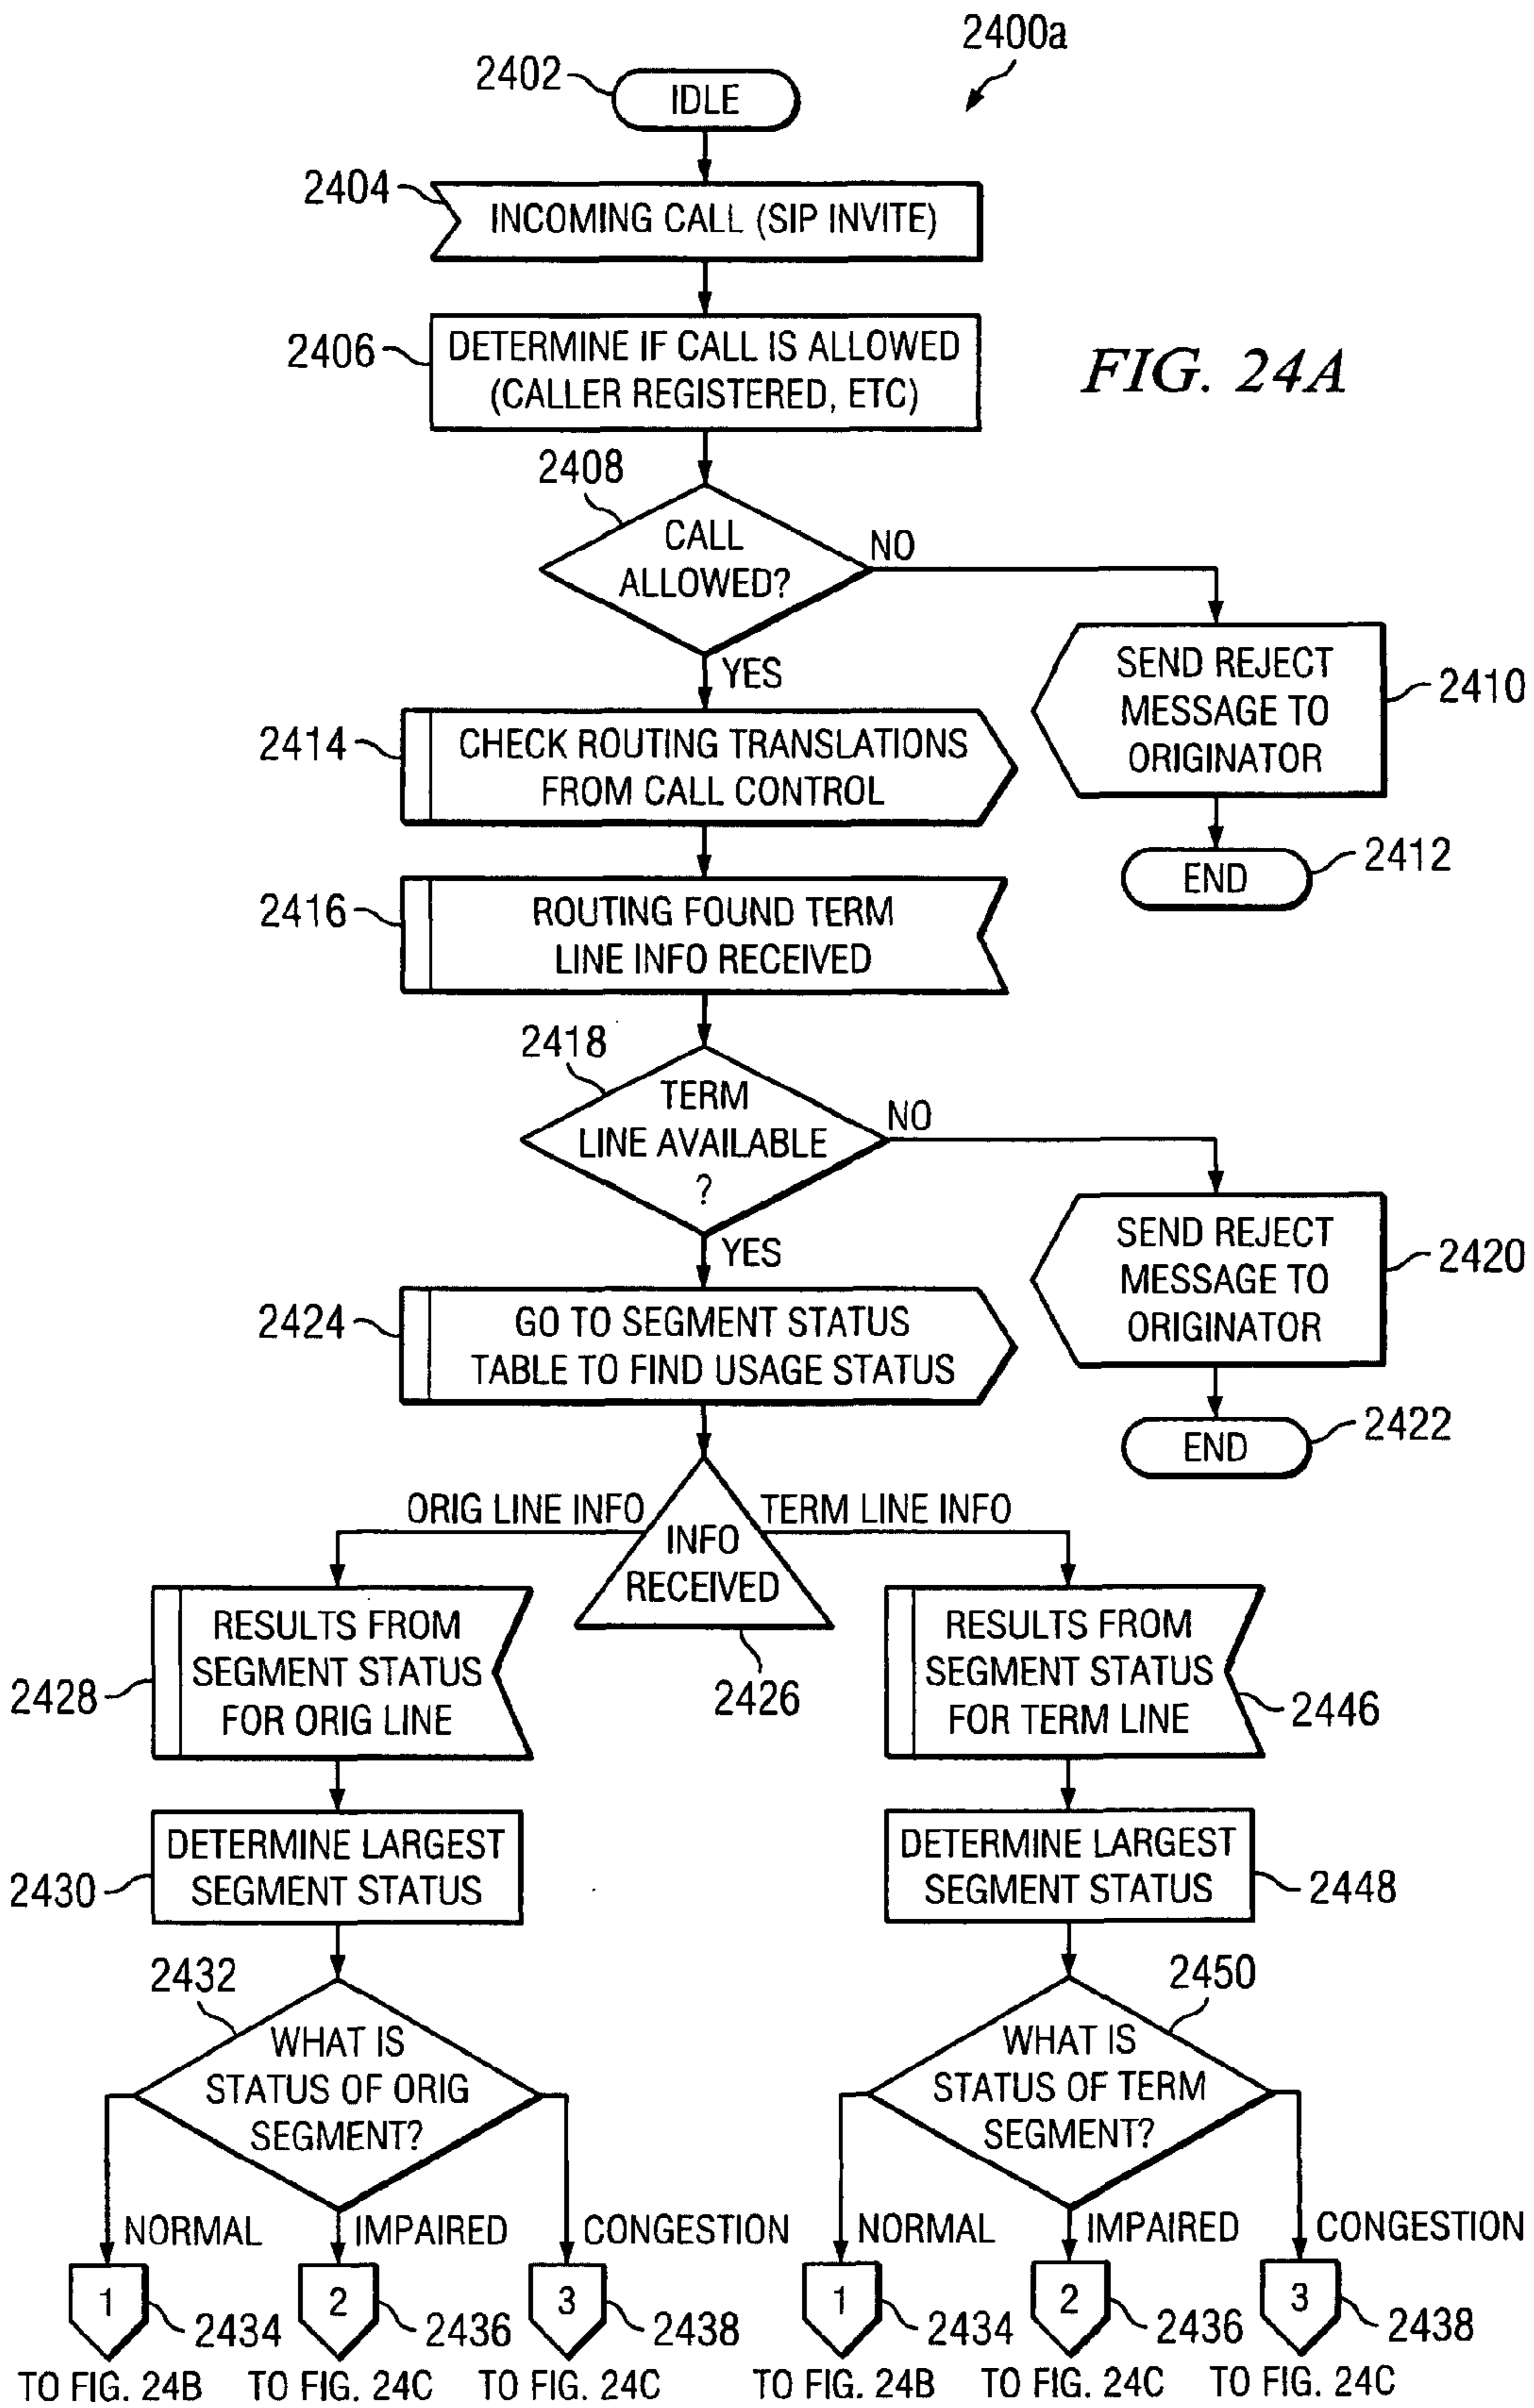 2400a
2402
IDLE
2404
INCOMING CALL (SIP INVITE)
2406
DETERMINE IF CALL IS ALLOWED
(CALLER REGISTERED, ETC)
FIG. 24A
2408
CALL
ALLOWED?
NO
YES
SEND REJECT
MESSAGE TO
ORIGINATOR
2410
END
2412
2414
CHECK ROUTING TRANSLATIONS
FROM CALL CONTROL
2416
ROUTING FOUND TERM
LINE INFO RECEIVED
2418
TERM
LINE AVAILABLE
?
NO
YES
SEND REJECT
MESSAGE TO
ORIGINATOR
2420
END
2422
2424
GO TO SEGMENT STATUS
TABLE TO FIND USAGE STATUS
ORIG LINE INFO
TERM LINE INFO
INFO
RECEIVED
2426
RESULTS FROM
SEGMENT STATUS
FOR ORIG LINE
2428
RESULTS FROM
SEGMENT STATUS
FOR TERM LINE
2446
DETERMINE LARGEST
SEGMENT STATUS
2430
DETERMINE LARGEST
SEGMENT STATUS
2448
2432
WHAT IS
STATUS OF ORIG
SEGMENT?
2450
WHAT IS
STATUS OF TERM
SEGMENT?
NORMAL
IMPAIRED
CONGESTION
NORMAL
IMPAIRED
CONGESTION
1
2434
2
2436
3
2438
1
2434
2
2436
3
2438
TO FIG. 24B
TO FIG. 24C
TO FIG. 24C
TO FIG. 24B
TO FIG. 24C
TO FIG. 24C